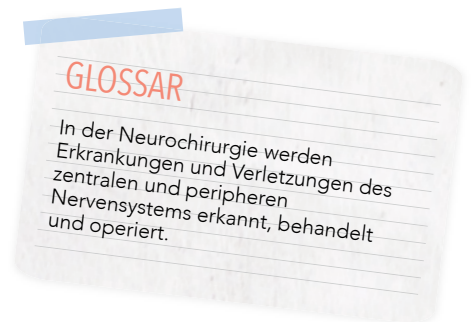 GLOSSAR
In der Neurochirurgie werden
Erkrankungen und Verletzungen des
zentralen und peripheren
Nervensystems erkannt, behandelt
und operiert.